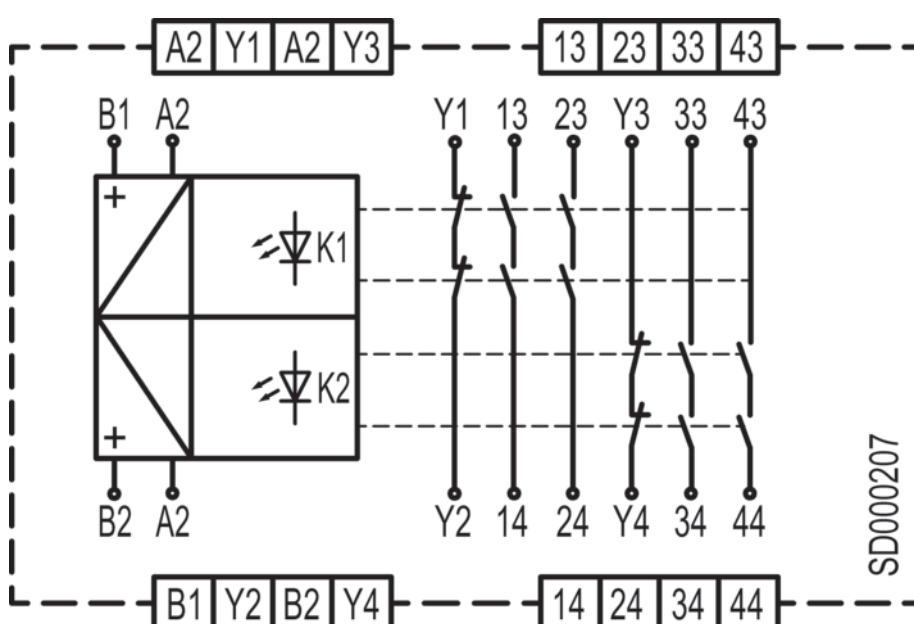 A2 Y1 A2 Y3 13 23 33 43
B1 A2 Y1 13 23 Y3 33 43
+
K1
K2
+
B2 A2 Y2 14 24 Y4 34 44
SD000207
B1 Y2 B2 Y4 14 24 34 44